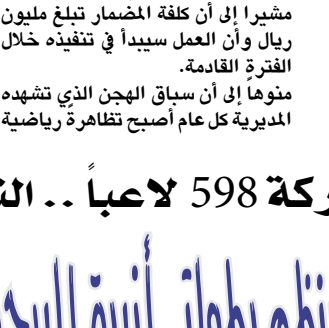 مشيراً إلى أن كلفة المضمار تبلغ مليون
ريال وأن العمل سيبدأ في تنفيذه خلال
الفترة القادمة.
منوهاً إلى أن سباق الهجن الذي تشهده
المديرية كل عام أصبح تظاهرة رياضية
598 لاعباً ..
أندية